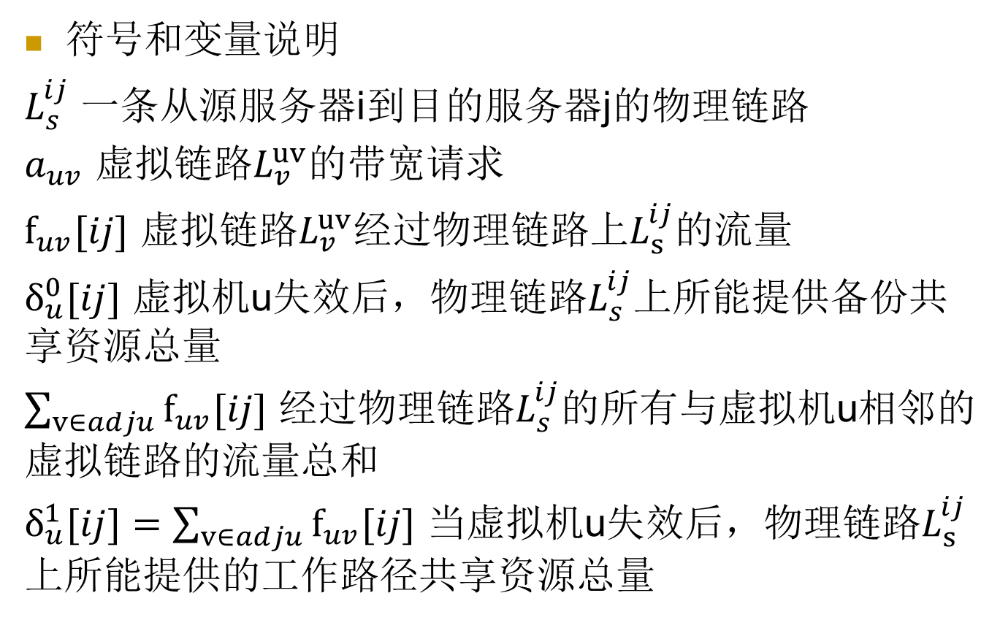 ■ 符号和变量说明
$L_s^{ij}$ 一条从源服务器i到目的服务器j的物理链路
$a_{uv}$ 虚拟链路$L_v^{\mathrm{uv}}$的带宽请求
$\mathrm{f}_{uv}[ij]$ 虚拟链路$L_v^{\mathrm{uv}}$经过物理链路上$L_{\mathrm{s}}^{ij}$的流量
$\delta_u^0[ij]$ 虚拟机u失效后，物理链路$L_s^{ij}$上所能提供备份共
享资源总量
$\sum_{\mathrm{v}\in adju} \mathrm{f}_{uv}[ij]$ 经过物理链路$L_s^{ij}$的所有与虚拟机u相邻的
虚拟链路的流量总和
$\delta_u^1[ij] = \sum_{\mathrm{v}\in adju} \mathrm{f}_{uv}[ij]$ 当虚拟机u失效后，物理链路$L_{\mathrm{s}}^{ij}$
上所能提供的工作路径共享资源总量